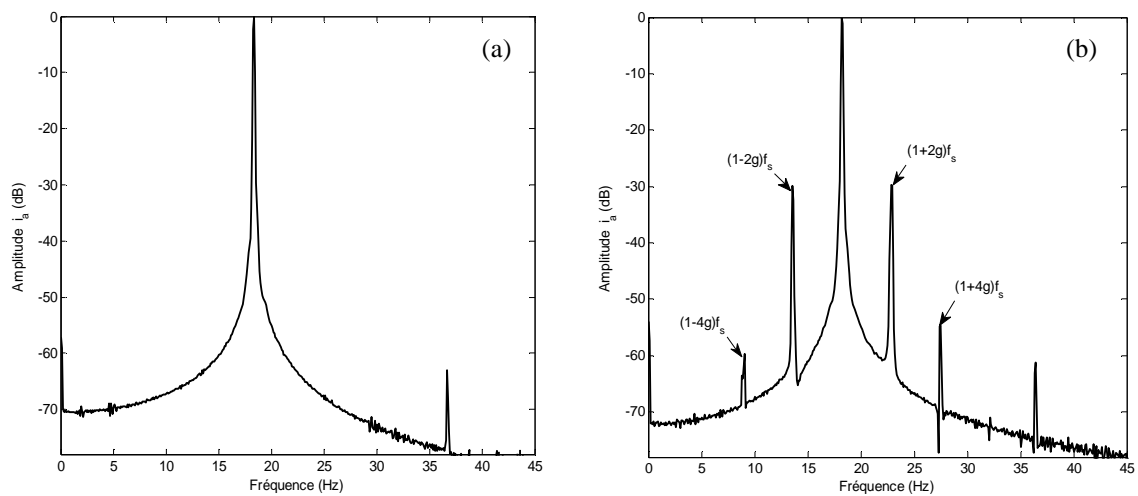 (a)
0
-10
-20
-30
-40
-50
-60
-70
Amplitude i_a (dB)
0 5 10 15 20 25 30 35 40 45
Fréquence (Hz)
(b)
0
-10
-20
-30
-40
-50
-60
-70
Amplitude i_a (dB)
(1-2g)f_s
(1+2g)f_s
(1-4g)f_s
(1+4g)f_s
0 5 10 15 20 25 30 35 40 45
Fréquence (Hz)